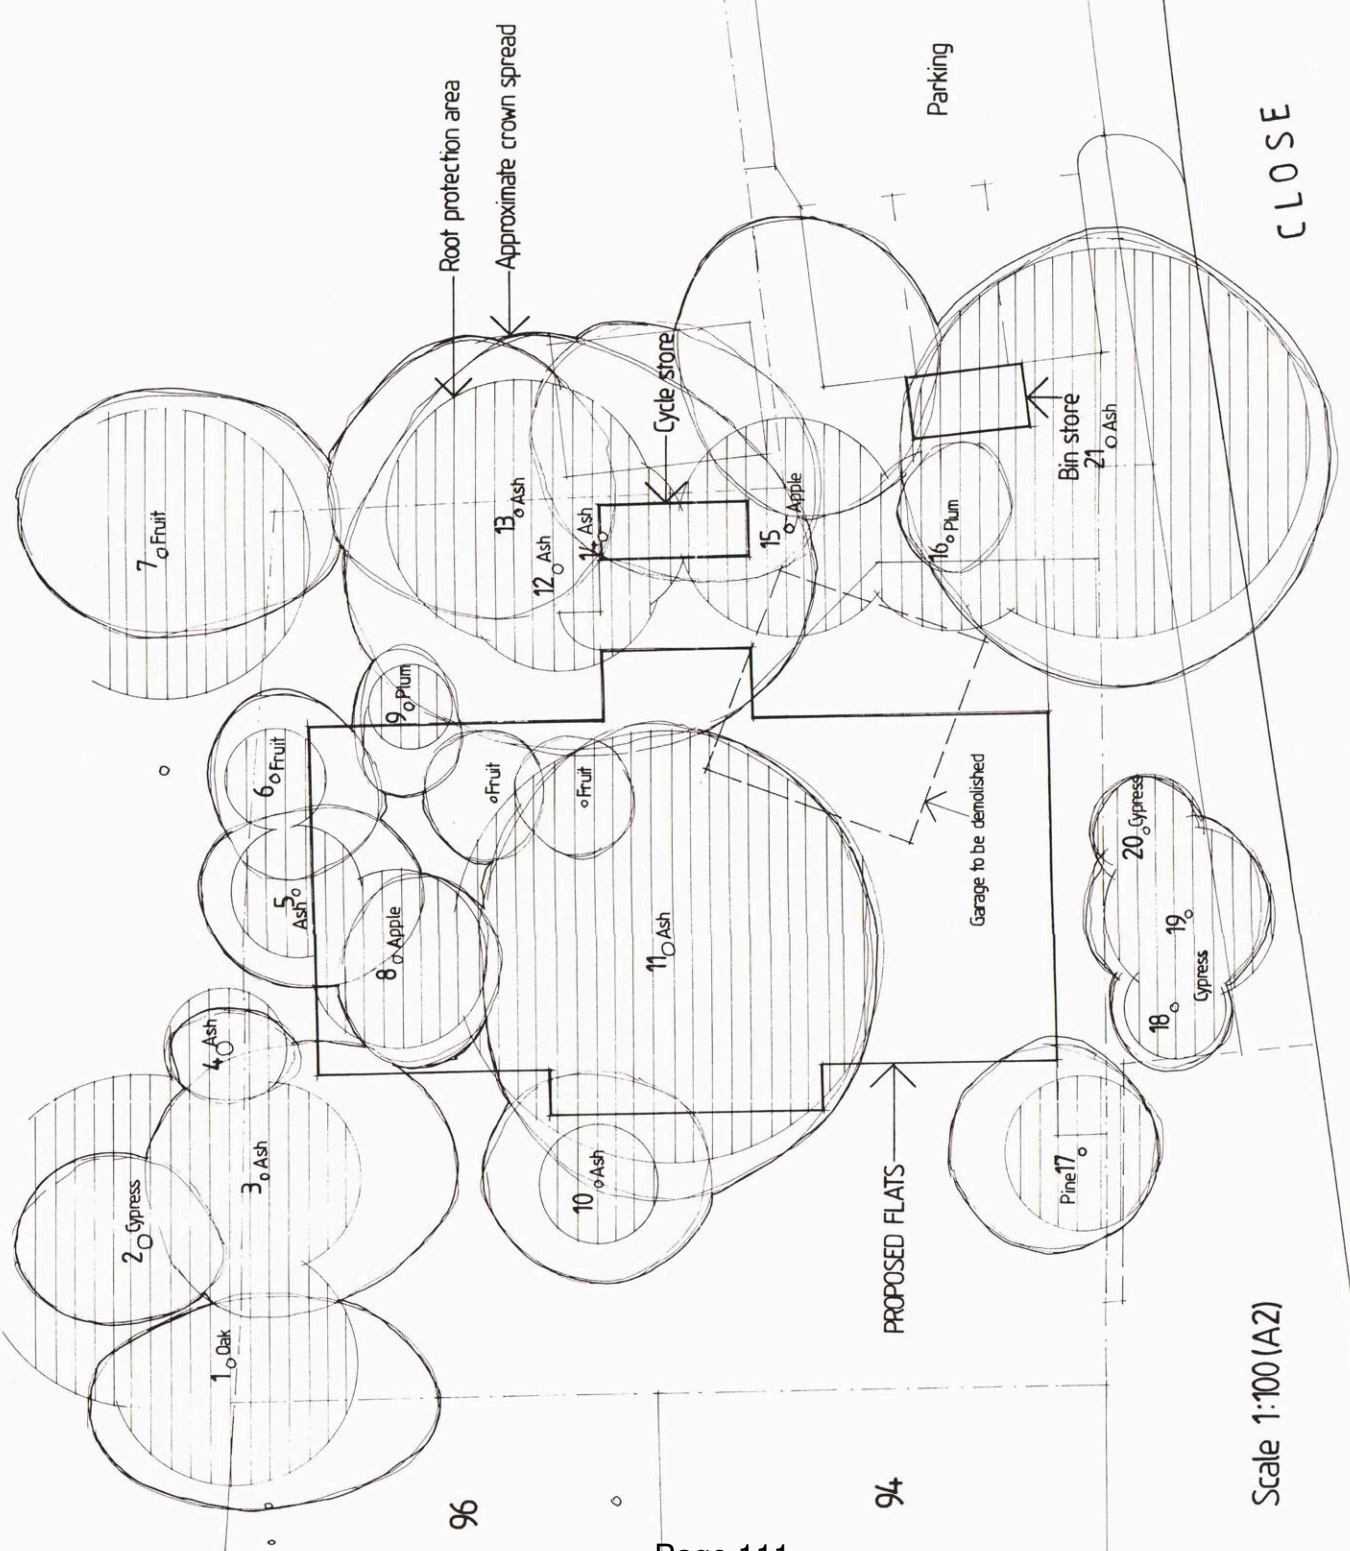 Root protection area
Approximate crown spread
Parking
CLOSE
Cycle store
Bin store
7 Fruit
13 Ash
12 Ash
14 Ash
15 Apple
16 Plum
21 Ash
9 Plum
6 Fruit
Fruit
Fruit
5 Ash
8 Apple
11 Ash
Garage to be demolished
20 Cypress
19
Cypress
18
4 Ash
3 Ash
2 Cypress
1 Oak
10 Ash
PROPOSED FLATS
Pine 17
96
94
Scale 1:100 (A2)
Page 111